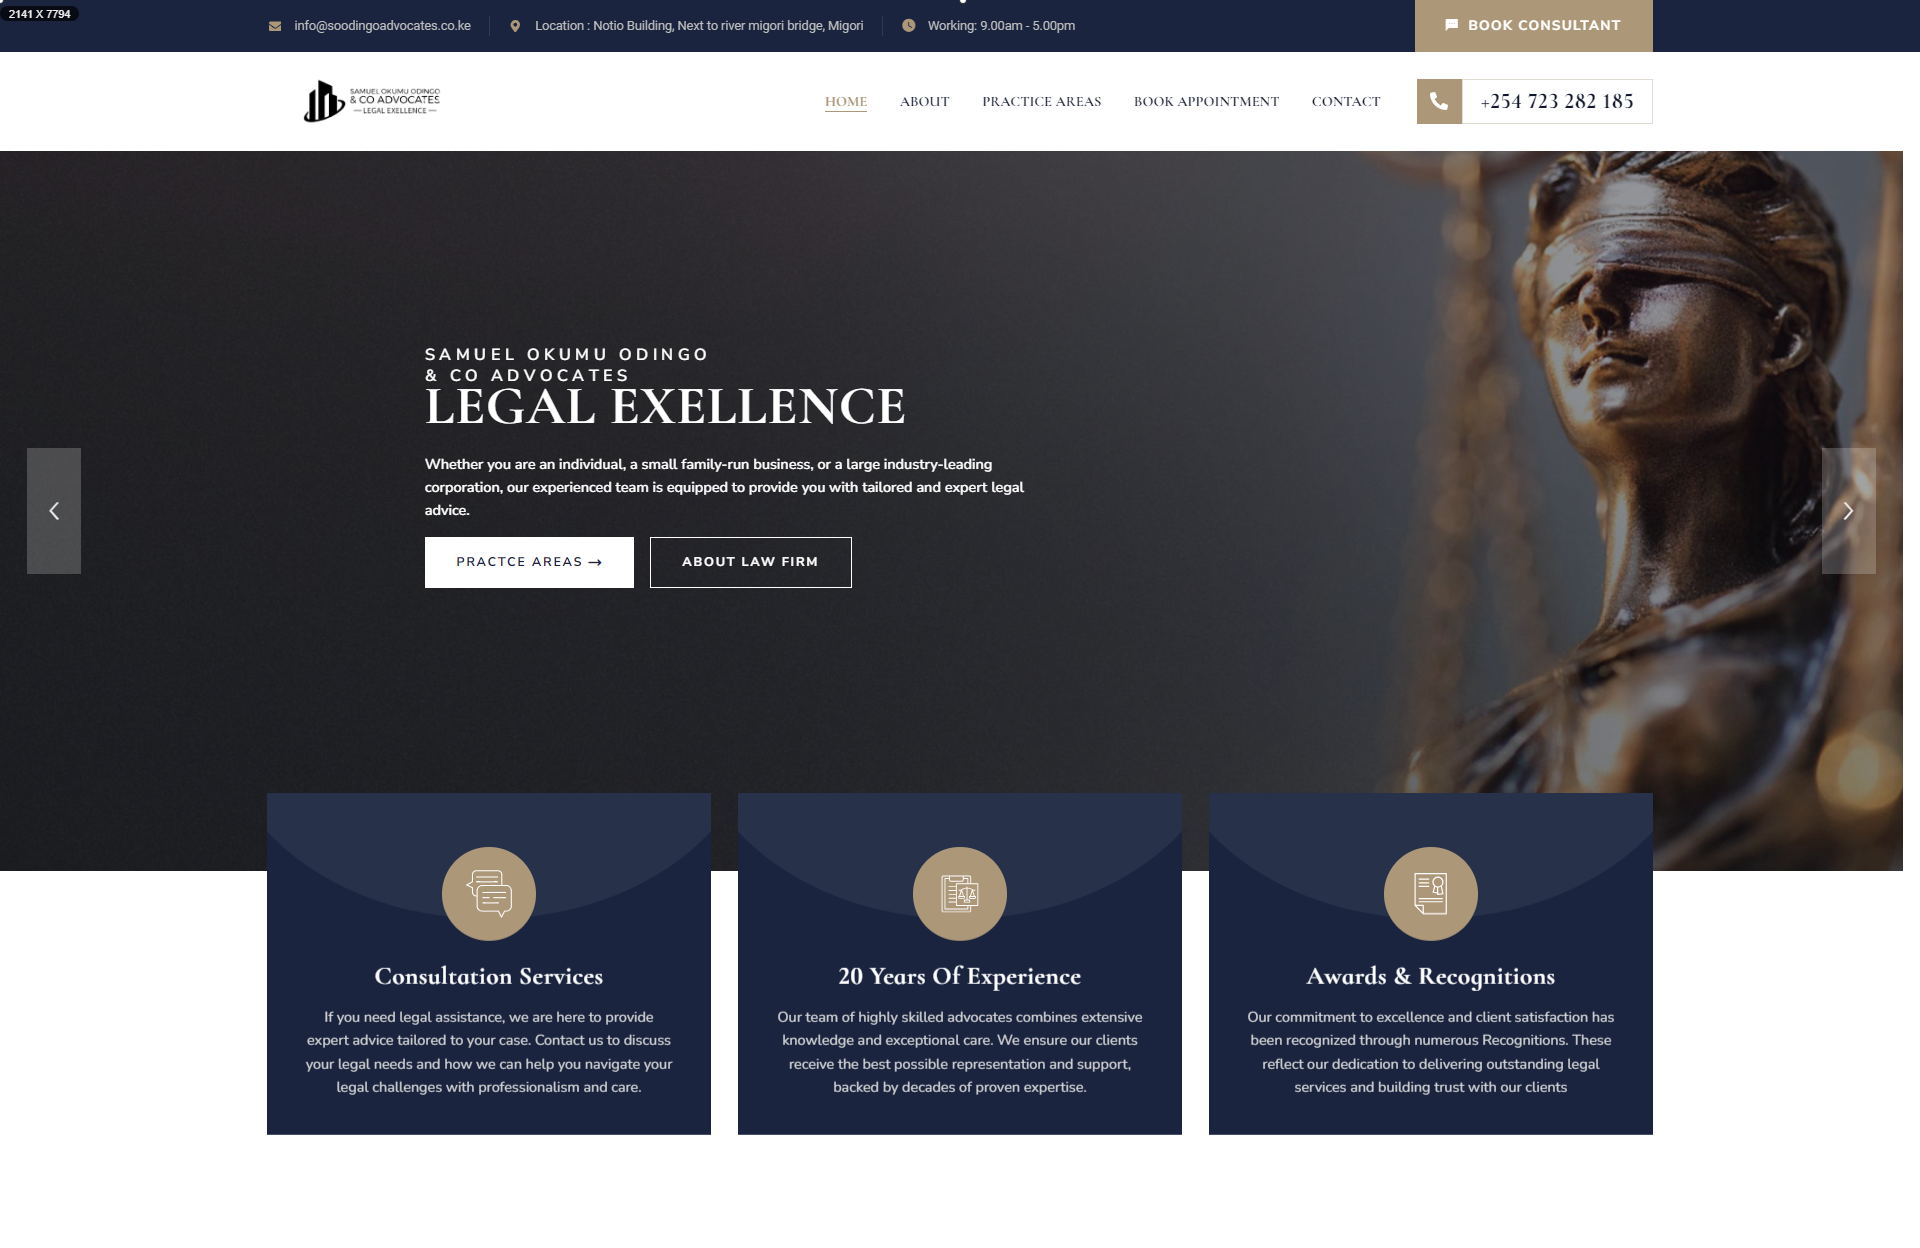 2141 X 7794
info@soodingoadvocates.co.ke
Location : Notio Building, Next to river migori bridge, Migori
Working: 9.00am - 5.00pm
BOOK CONSULTANT
SAMUEL OKUMU ODINGO
& CO ADVOCATES
LEGAL EXELLENCE
HOME
ABOUT
PRACTICE AREAS
BOOK APPOINTMENT
CONTACT
+254 723 282 185
SAMUEL OKUMU ODINGO
& CO ADVOCATES
LEGAL EXELLENCE
Whether you are an individual, a small family-run business, or a large industry-leading
corporation, our experienced team is equipped to provide you with tailored and expert legal
advice.
PRACTCE AREAS →
ABOUT LAW FIRM
Consultation Services
If you need legal assistance, we are here to provide
expert advice tailored to your case. Contact us to discuss
your legal needs and how we can help you navigate your
legal challenges with professionalism and care.
20 Years Of Experience
Our team of highly skilled advocates combines extensive
knowledge and exceptional care. We ensure our clients
receive the best possible representation and support,
backed by decades of proven expertise.
Awards & Recognitions
Our commitment to excellence and client satisfaction has
been recognized through numerous Recognitions. These
reflect our dedication to delivering outstanding legal
services and building trust with our clients